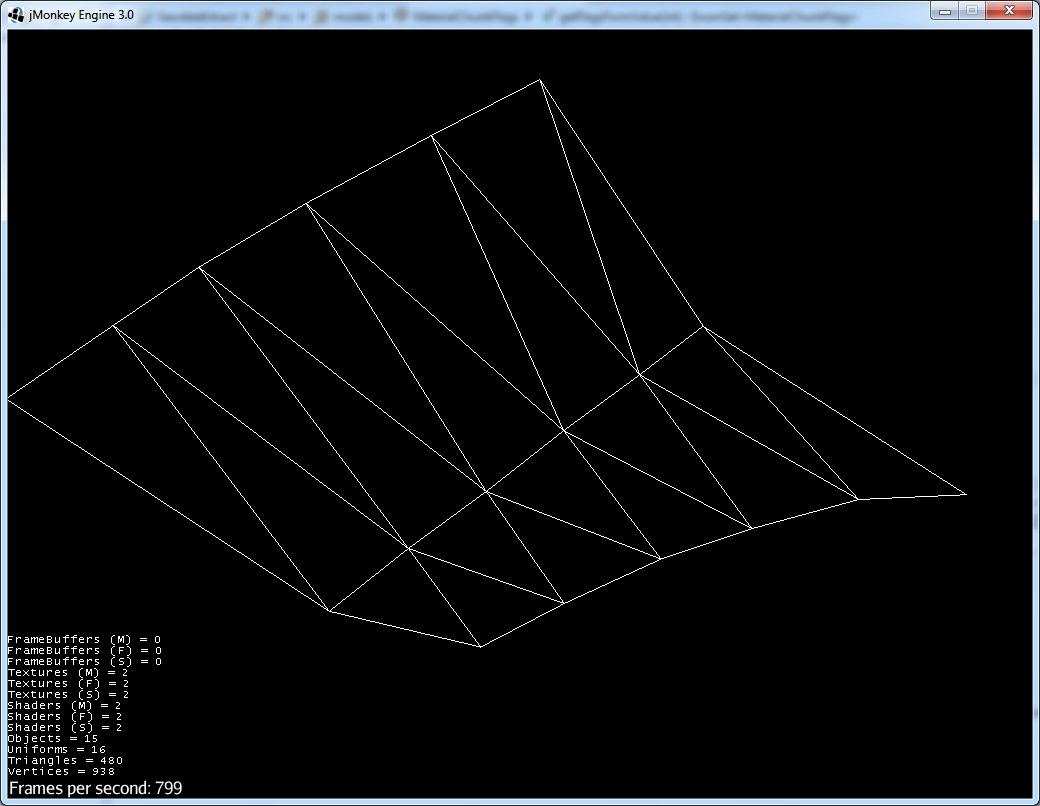 jMonkey Engine 3.0
FrameBuffers (M) = 0
FrameBuffers (F) = 0
FrameBuffers (S) = 0
Textures (M) = 2
Textures (F) = 2
Textures (S) = 2
Shaders (M) = 2
Shaders (F) = 2
Shaders (S) = 2
Objects = 15
Uniforms = 16
Triangles = 480
Vertices = 938
Frames per second: 799